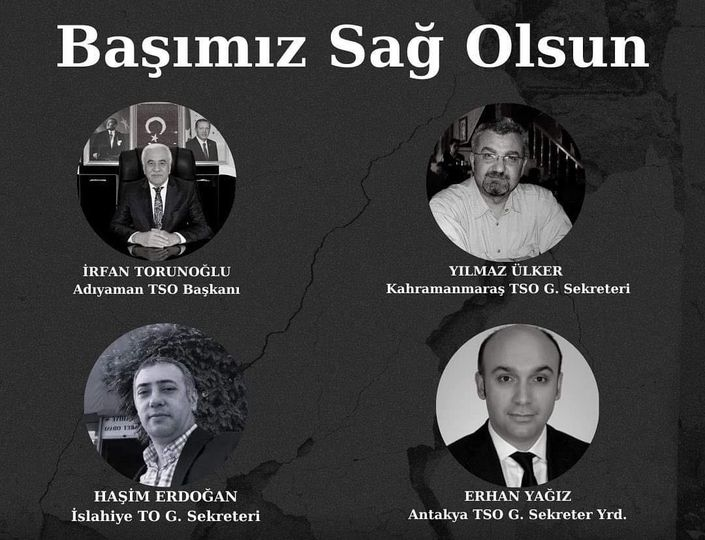 Başımız Sağ Olsun
İRFAN TORUNOĞLU
Adıyaman TSO Başkanı
YILMAZ ÜLKER
Kahramanmaraş TSO G. Sekreteri
HAŞİM ERDOĞAN
İslahiye TO G. Sekreteri
ERHAN YAĞIZ
Antakya TSO G. Sekreter Yrd.